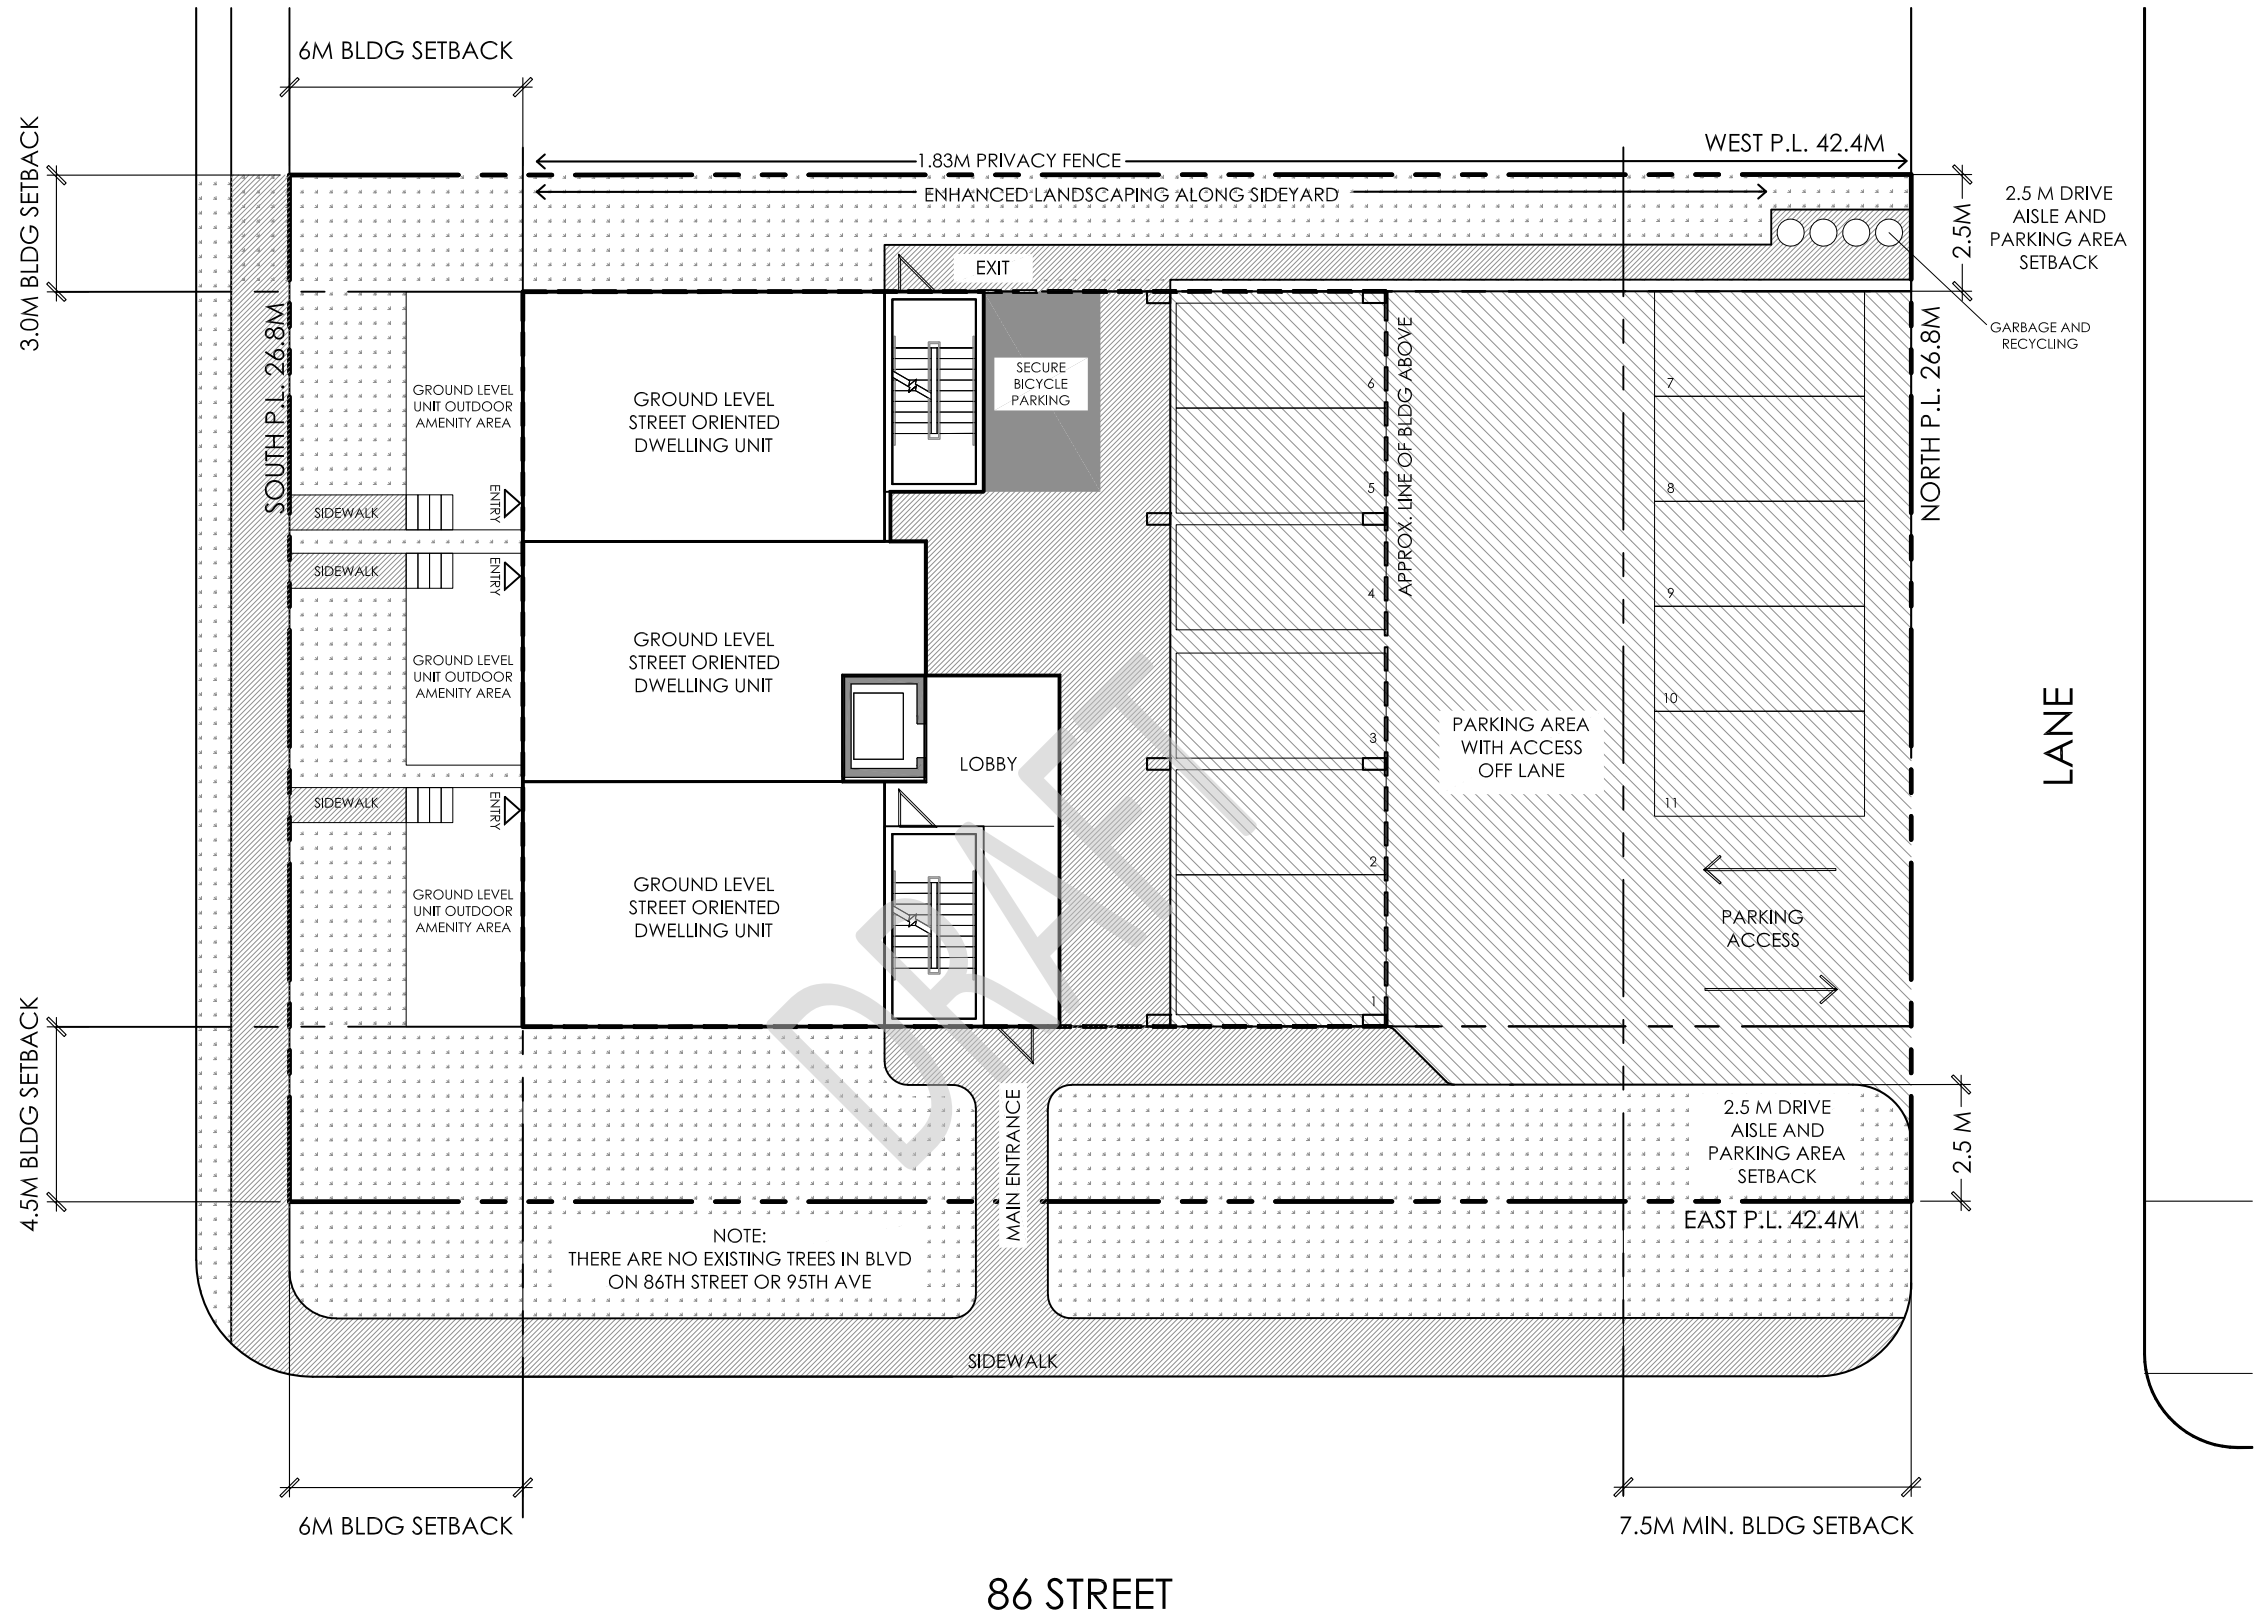 6M BLDG SETBACK
3.0M BLDG SETBACK
WEST P.L. 42.4M
1.83M PRIVACY FENCE
ENHANCED LANDSCAPING ALONG SIDEYARD
2.5M
2.5 M DRIVE
AISLE AND
PARKING AREA
SETBACK
GARBAGE AND
RECYCLING
EXIT
SOUTH P.L. 26.8M
NORTH P.L. 26.8M
GROUND LEVEL
UNIT OUTDOOR
AMENITY AREA
GROUND LEVEL
STREET ORIENTED
DWELLING UNIT
SECURE
BICYCLE
PARKING
APPROX. LINE OF BLDG ABOVE
6
7
5
8
SIDEWALK
ENTRY
SIDEWALK
ENTRY
4
9
GROUND LEVEL
UNIT OUTDOOR
AMENITY AREA
GROUND LEVEL
STREET ORIENTED
DWELLING UNIT
10
3
LOBBY
PARKING AREA
WITH ACCESS
OFF LANE
LANE
11
SIDEWALK
ENTRY
2
GROUND LEVEL
UNIT OUTDOOR
AMENITY AREA
GROUND LEVEL
STREET ORIENTED
DWELLING UNIT
PARKING
ACCESS
1
DRAFT
4.5M BLDG SETBACK
MAIN ENTRANCE
2.5 M DRIVE
AISLE AND
PARKING AREA
SETBACK
2.5 M
EAST P.L. 42.4M
NOTE:
THERE ARE NO EXISTING TREES IN BLVD
ON 86TH STREET OR 95TH AVE
SIDEWALK
6M BLDG SETBACK
7.5M MIN. BLDG SETBACK
86 STREET